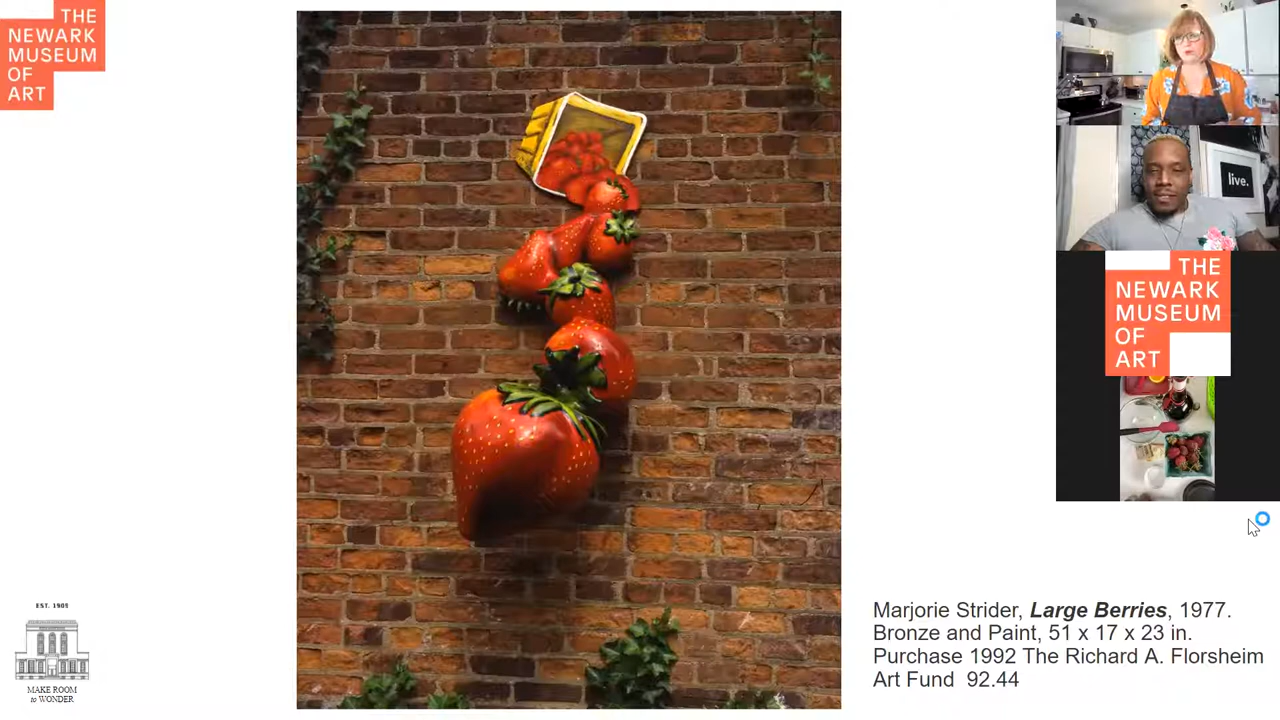 THE
NEWARK
MUSEUM
OF
ART
live.
THE
NEWARK
MUSEUM
OF
ART
EST. 1909
MAKE ROOM
to WONDER
Marjorie Strider, Large Berries, 1977.
Bronze and Paint, 51 x 17 x 23 in.
Purchase 1992 The Richard A. Florsheim
Art Fund 92.44